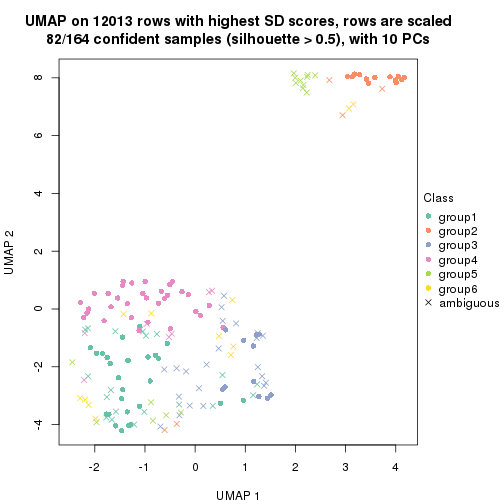 UMAP on 12013 rows with highest SD scores, rows are scaled
82/164 confident samples (silhouette > 0.5), with 10 PCs
8
6
4
2
0
-2
-4
UMAP 2
-2
-1
0
1
2
3
4
UMAP 1
Class
group1
group2
group3
group4
group5
group6
ambiguous